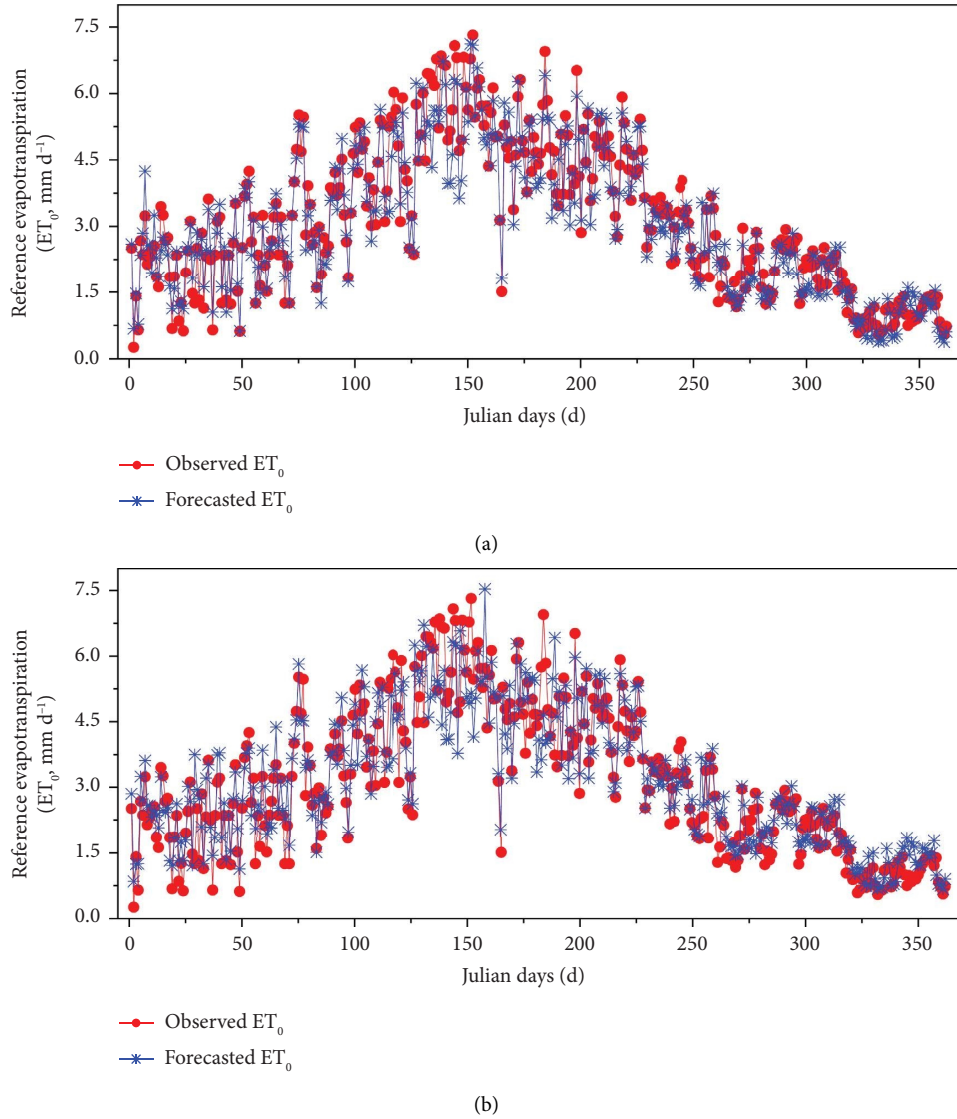 7.5
6.0
4.5
3.0
1.5
0.0
Reference evapotranspiration
(ET₀, mm d⁻¹)
0 50 100 150 200 250 300 350
Julian days (d)
Observed ET₀
Forecasted ET₀
(a)
7.5
6.0
4.5
3.0
1.5
0.0
Reference evapotranspiration
(ET₀, mm d⁻¹)
0 50 100 150 200 250 300 350
Julian days (d)
Observed ET₀
Forecasted ET₀
(b)